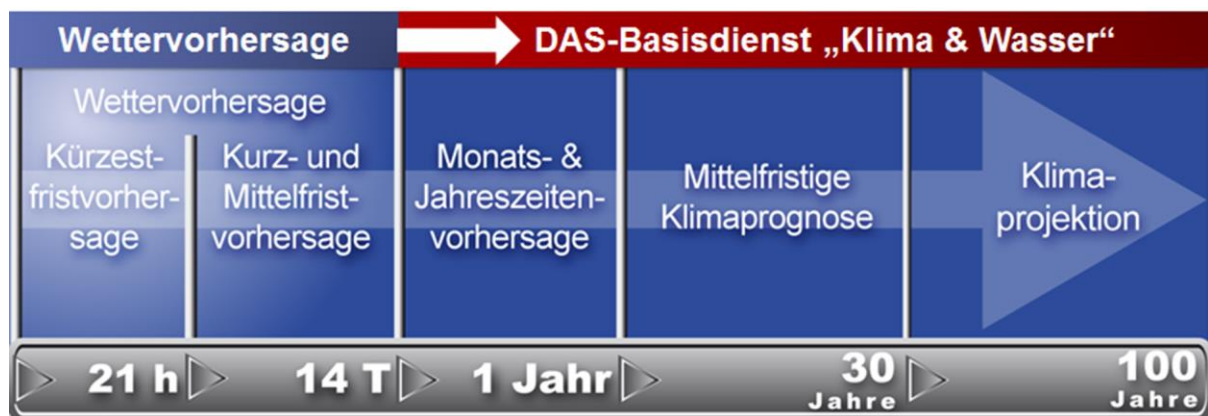 Wettervorhersage
DAS-Basisdienst „Klima & Wasser“
Wettervorhersage
Kürzest-
fristvorher-
sage
Kurz- und
Mittelfrist-
vorhersage
Monats- &
Jahreszeiten-
vorhersage
Mittelfristige
Klimaprognose
Klima-
projektion
21 h
14 T
1 Jahr
30
Jahre
100
Jahre